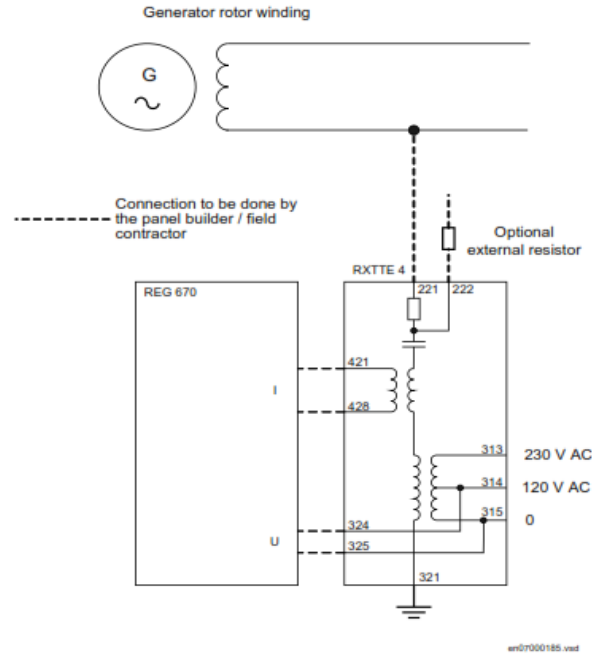 Generator rotor winding
G
Connection to be done by
the panel builder / field
contractor
Optional
external resistor
RXTTE 4
REG 670
221
222
421
I
428
313
230 V AC
314
120 V AC
315
0
324
U
325
321
en07000185.vsd